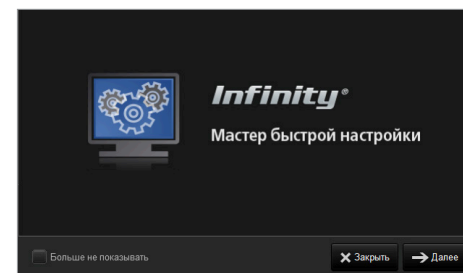 Infinity®
Мастер быстрой настройки
Больше не показывать
Закрыть
Далее